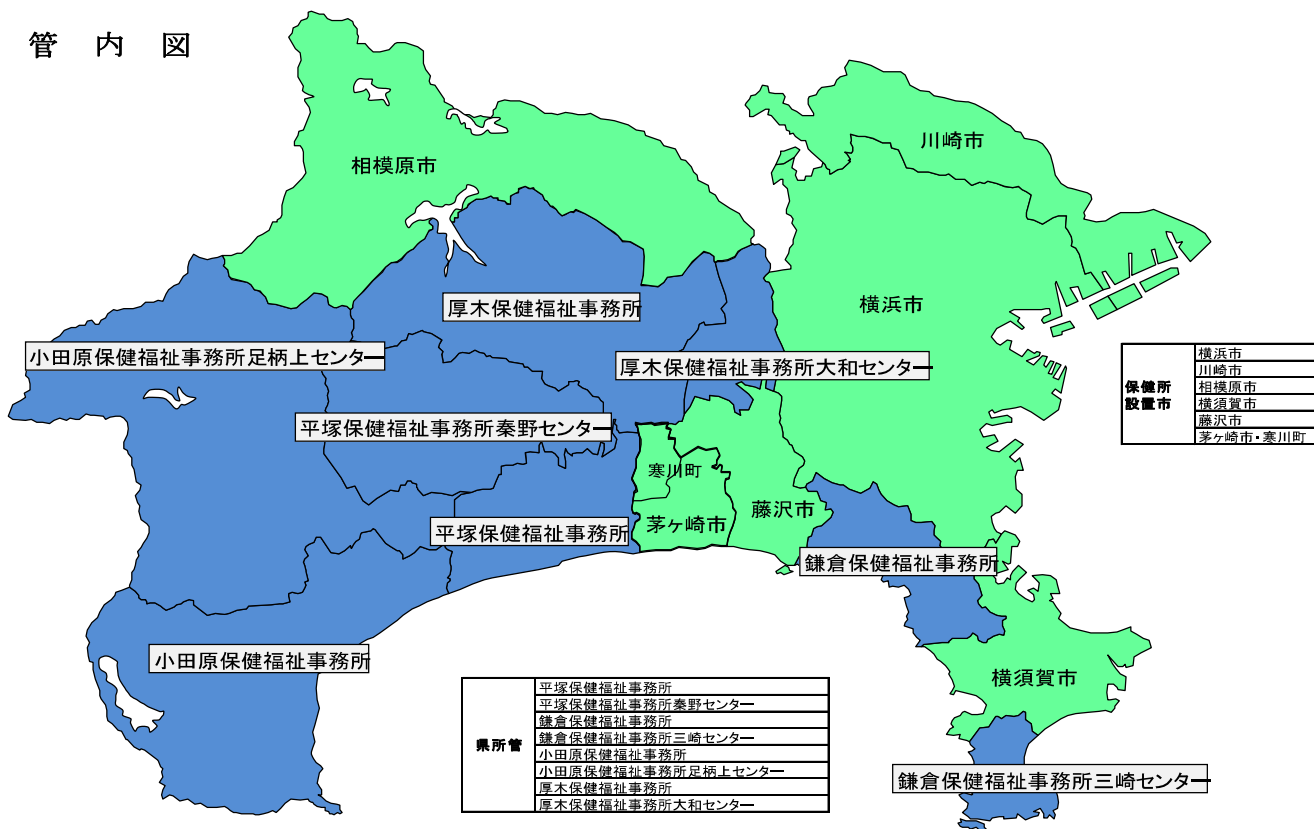 管内図
川崎市
相模原市
横浜市
厚木保健福祉事務所
小田原保健福祉事務所足柄上センター
厚木保健福祉事務所大和センター
平塚保健福祉事務所秦野センター
寒川町
藤沢市
茅ヶ崎市
平塚保健福祉事務所
鎌倉保健福祉事務所
小田原保健福祉事務所
横須賀市
鎌倉保健福祉事務所三崎センター
保健所
設置市
横浜市
川崎市
相模原市
横須賀市
藤沢市
茅ヶ崎市・寒川町
県所管
平塚保健福祉事務所
平塚保健福祉事務所秦野センター
鎌倉保健福祉事務所
鎌倉保健福祉事務所三崎センター
小田原保健福祉事務所
小田原保健福祉事務所足柄上センター
厚木保健福祉事務所
厚木保健福祉事務所大和センター